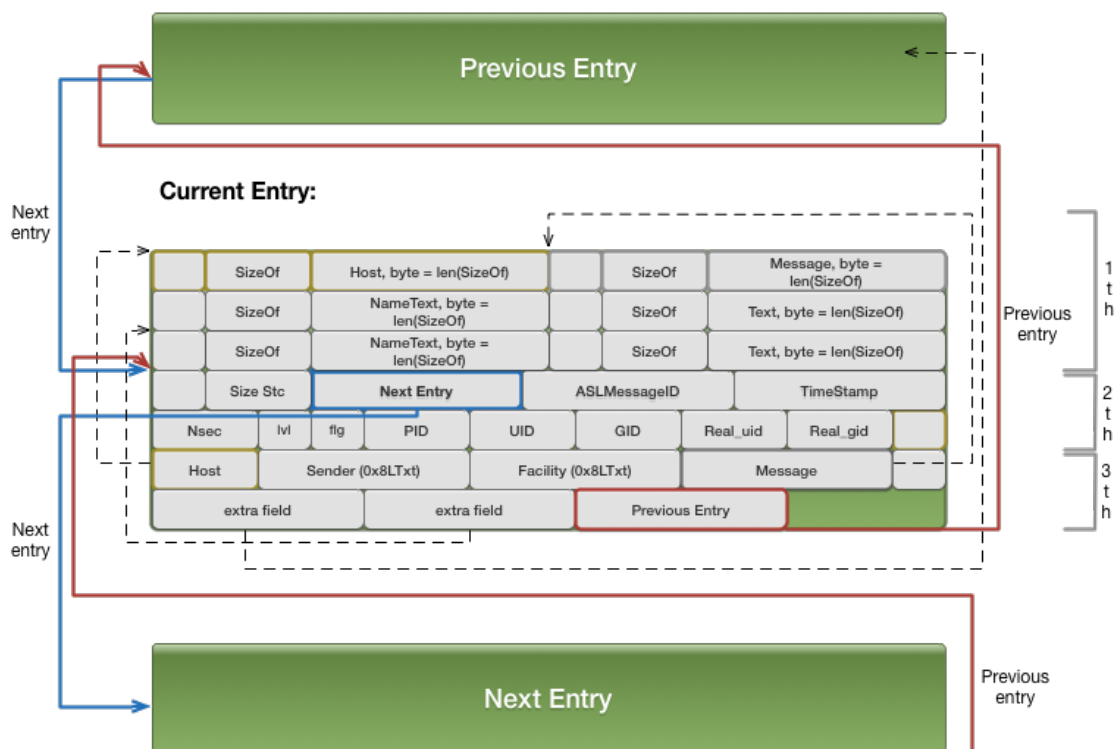 Previous Entry
Current Entry:
Next
entry
SizeOf Host, byte = len(SizeOf) SizeOf Message, byte =
len(SizeOf)
SizeOf NameText, byte =
len(SizeOf) SizeOf Text, byte = len(SizeOf)
SizeOf NameText, byte =
len(SizeOf) SizeOf Text, byte = len(SizeOf)
Size Stc Next Entry ASLMessageID TimeStamp
Nsec lvl flg PID UID GID Real_uid Real_gid
Host Sender (0x8LTxt) Facility (0x8LTxt) Message
extra field extra field Previous Entry
Previous
entry
1
t
h
2
t
h
3
t
h
Next
entry
Next Entry
Previous
entry